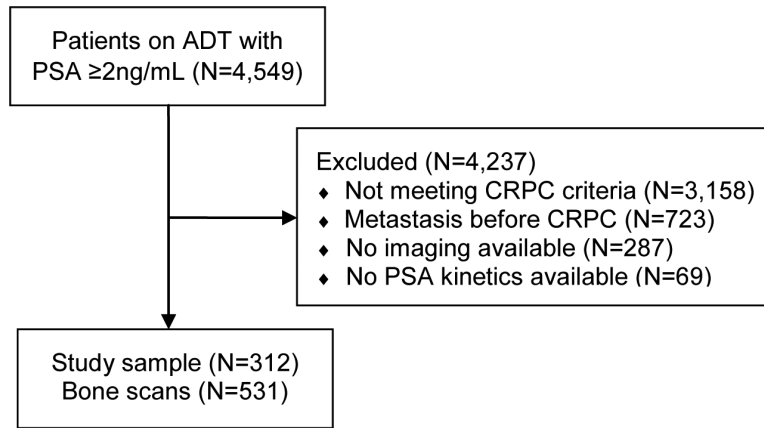 Patients on ADT with
PSA ≥2ng/mL (N=4,549)
Excluded (N=4,237)
♦ Not meeting CRPC criteria (N=3,158)
♦ Metastasis before CRPC (N=723)
♦ No imaging available (N=287)
♦ No PSA kinetics available (N=69)
Study sample (N=312)
Bone scans (N=531)